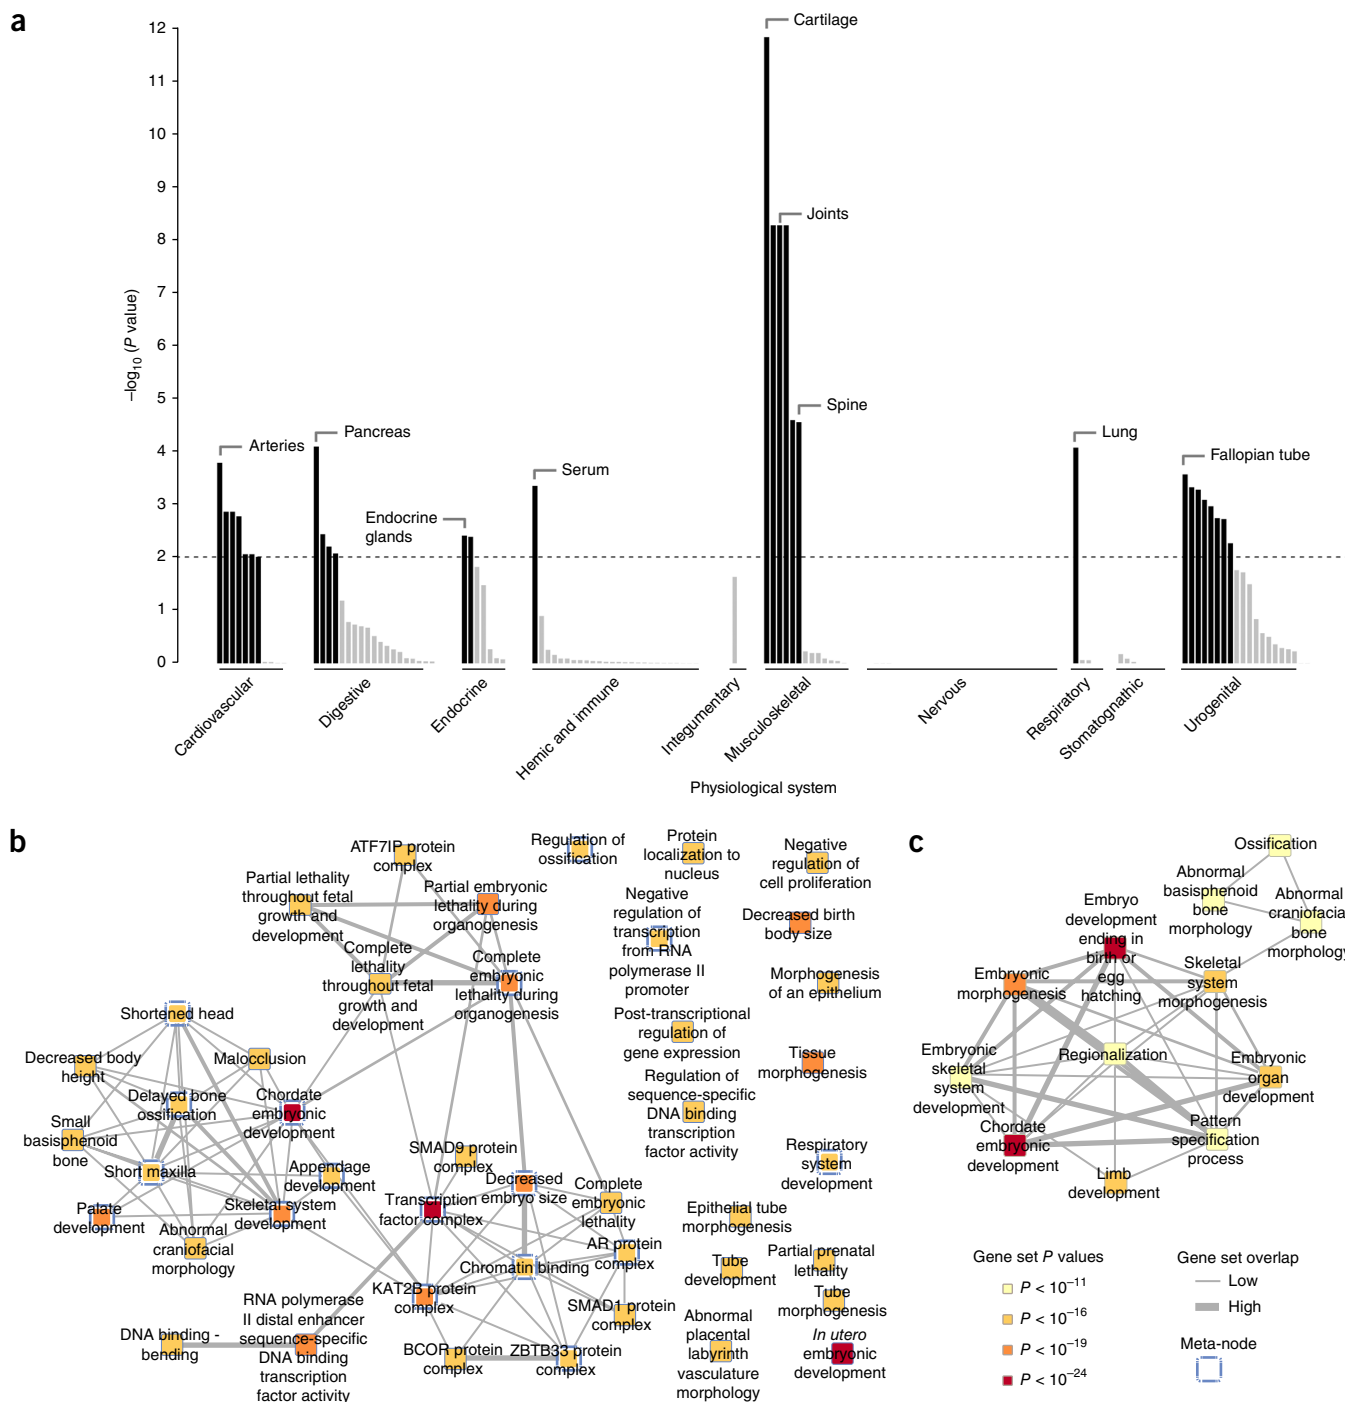 a
12
11
10
9
8
7
6
5
4
3
2
1
0
–log10 (P value)
Cartilage
Joints
Spine
Arteries
Pancreas
Endocrine
glands
Serum
Lung
Fallopian tube
Cardiovascular
Digestive
Endocrine
Hemic and immune
Integumentary
Musculoskeletal
Nervous
Respiratory
Stomatognathic
Urogenital
Physiological system
b
ATF7IP protein
complex
Partial lethality
throughout fetal
growth and
development
Partial embryonic
lethality during
organogenesis
Complete
lethality
throughout fetal
growth and
development
Complete
embryonic
lethality during
organogenesis
Shortened head
Decreased body
height
Malocclusion
Delayed bone
ossification
Chordate
embryonic
development
Small
basisphenoid
bone
Short maxilla
Appendage
development
Palate
development
Skeletal system
development
Abnormal
craniofacial
morphology
SMAD9 protein
complex
Transcription
factor complex
Decreased
embryo size
Complete
embryonic
lethality
AR protein
complex
Chromatin binding
KAT2B protein
complex
SMAD1 protein
complex
BCOR protein
complex
ZBTB33 protein
complex
DNA binding -
bending
RNA polymerase
II distal enhancer
sequence-specific
DNA binding
transcription
factor activity
Regulation of
ossification
Protein
localization to
nucleus
Negative
regulation of
cell proliferation
Negative
regulation of
transcription
from RNA
polymerase II
promoter
Decreased birth
body size
Morphogenesis
of an epithelium
Post-transcriptional
regulation of
gene expression
Tissue
morphogenesis
Regulation of
sequence-specific
DNA binding
transcription
factor activity
Respiratory
system
development
Epithelial tube
morphogenesis
Tube
development
Partial prenatal
lethality
Tube
morphogenesis
Abnormal
placental
labyrinth
vasculature
morphology
In utero
embryonic
development
c
Ossification
Abnormal
basisphenoid
bone
morphology
Abnormal
craniofacial
bone
morphology
Embryo
development
ending in
birth or
egg
hatching
Embryonic
morphogenesis
Skeletal
system
morphogenesis
Regionalization
Embryonic
skeletal
system
development
Embryonic
organ
development
Chordate
embryonic
development
Pattern
specification
process
Limb
development
Gene set P values
P < 10−11
P < 10−16
P < 10−19
P < 10−24
Gene set overlap
Low
High
Meta-node